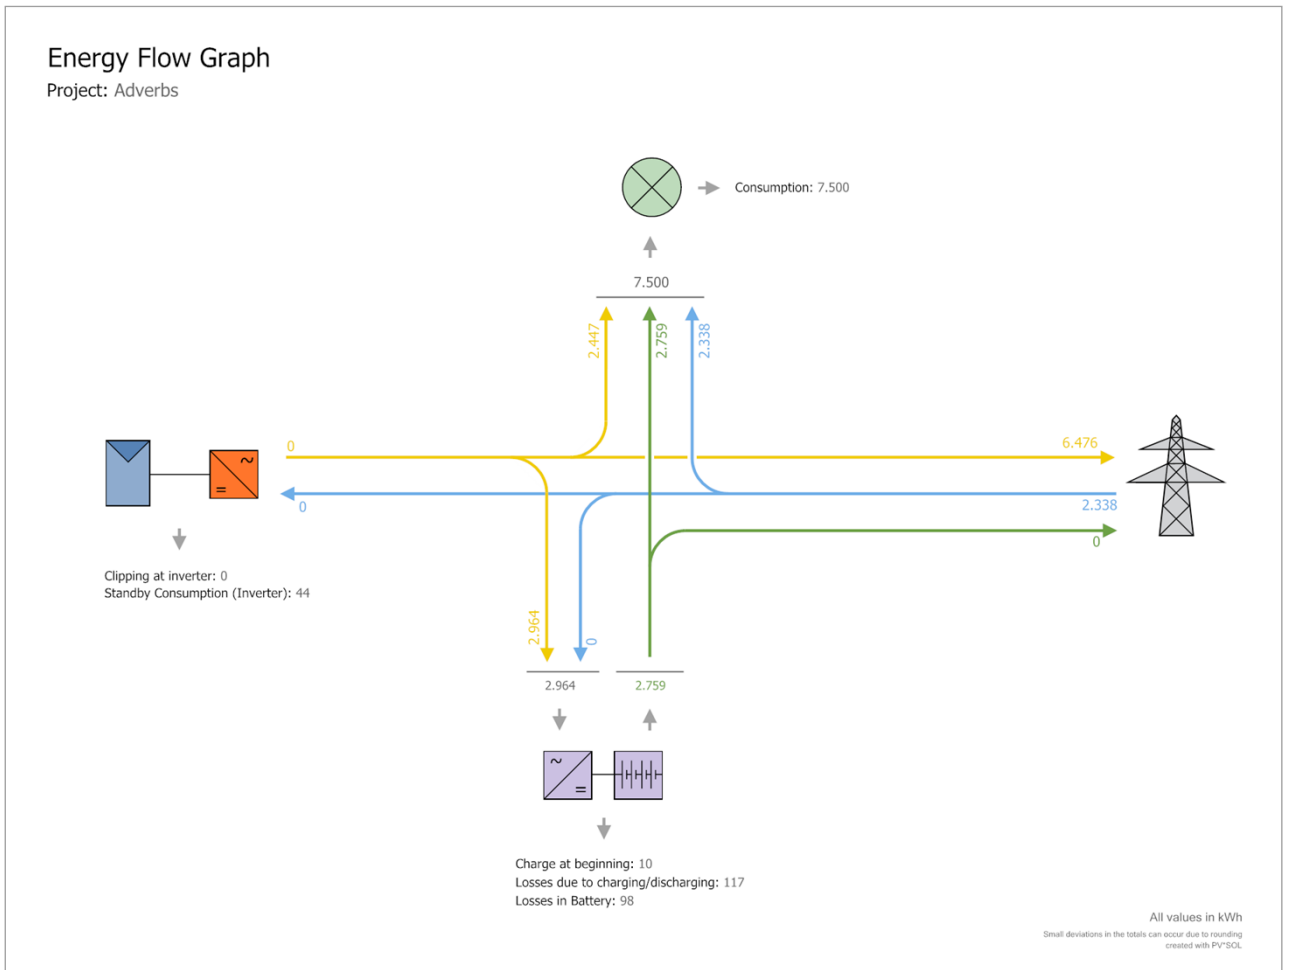 Energy Flow Graph
Project: Adverbs
Consumption: 7.500
7.500
2.447
2.759
2.338
0
6.476
0
2.338
0
Clipping at inverter: 0
Standby Consumption (Inverter): 44
2.964
0
2.964
2.759
Charge at beginning: 10
Losses due to charging/discharging: 117
Losses in Battery: 98
All values in kWh
Small deviations in the totals can occur due to rounding
created with PV*SOL